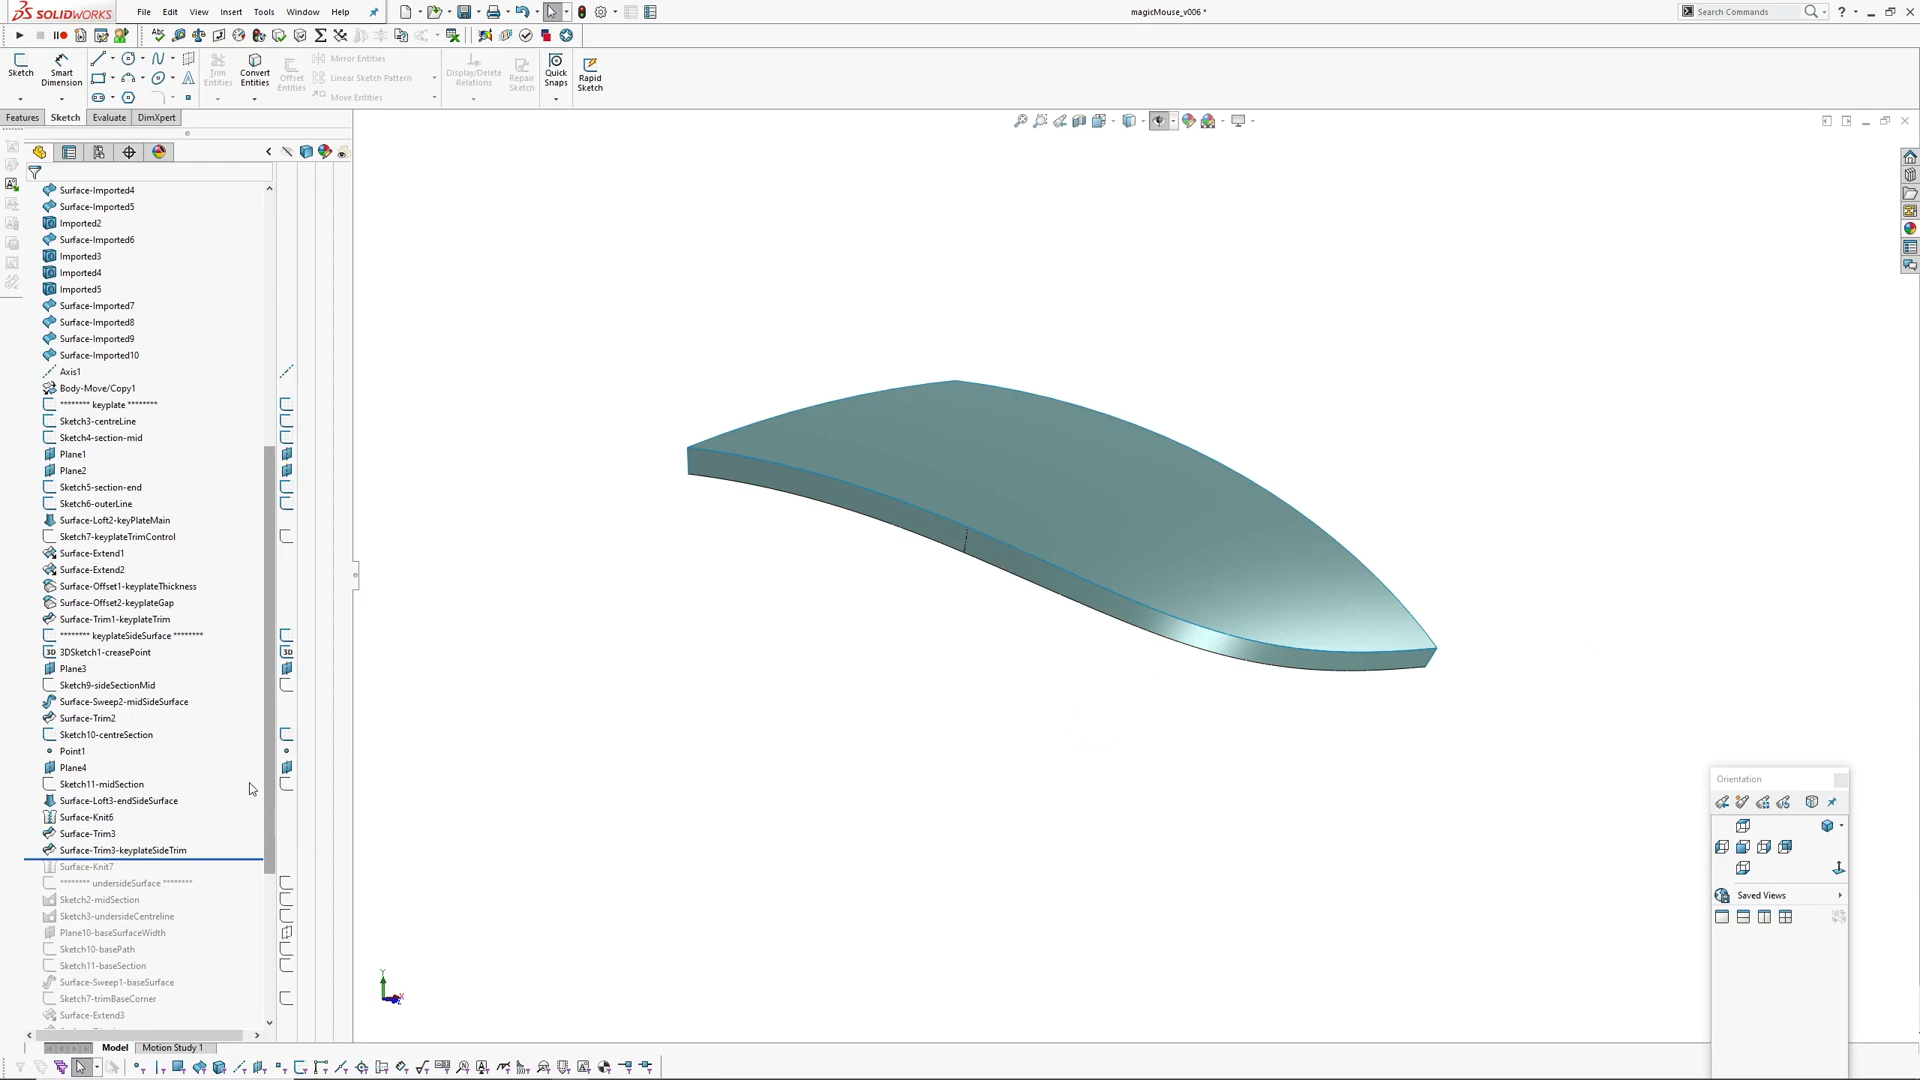 SOLIDWORKS
File
Edit
View
Insert
Tools
Window
Help
magicMouse_v006 *
Search Commands
Sketch
Smart Dimension
Trim Entities
Convert Entities
Offset Entities
Mirror Entities
Linear Sketch Pattern
Move Entities
Display/Delete Relations
Repair Sketch
Quick Snaps
Rapid Sketch
Features
Sketch
Evaluate
DimXpert
Surface-Imported4
Surface-Imported5
Imported2
Surface-Imported6
Imported3
Imported4
Imported5
Surface-Imported7
Surface-Imported8
Surface-Imported9
Surface-Imported10
Axis1
Body-Move/Copy1
******** keyplate ********
Sketch3-centreLine
Sketch4-section-mid
Plane1
Plane2
Sketch5-section-end
Sketch6-outerLine
Surface-Loft2-keyPlateMain
Sketch7-keyplateTrimControl
Surface-Extend1
Surface-Extend2
Surface-Offset1-keyplateThickness
Surface-Offset2-keyplateGap
Surface-Trim1-keyplateTrim
******** keyplateSideSurface ********
3D 3DSketch1-creasePoint 3D
Plane3
Sketch9-sideSectionMid
Surface-Sweep2-midSideSurface
Surface-Trim2
Sketch10-centreSection
Point1
Plane4
Sketch11-midSection
Surface-Loft3-endSideSurface
Surface-Knit6
Surface-Trim3
Surface-Trim3-keyplateSideTrim
Surface-Knit7
******** undersideSurface ********
Sketch2-midSection
Sketch3-undersideCentreline
Plane10-baseSurfaceWidth
Sketch10-basePath
Sketch11-baseSection
Surface-Sweep1-baseSurface
Sketch7-trimBaseCorner
Surface-Extend3
Model
Motion Study 1
Y
X
Z
Orientation
Saved Views